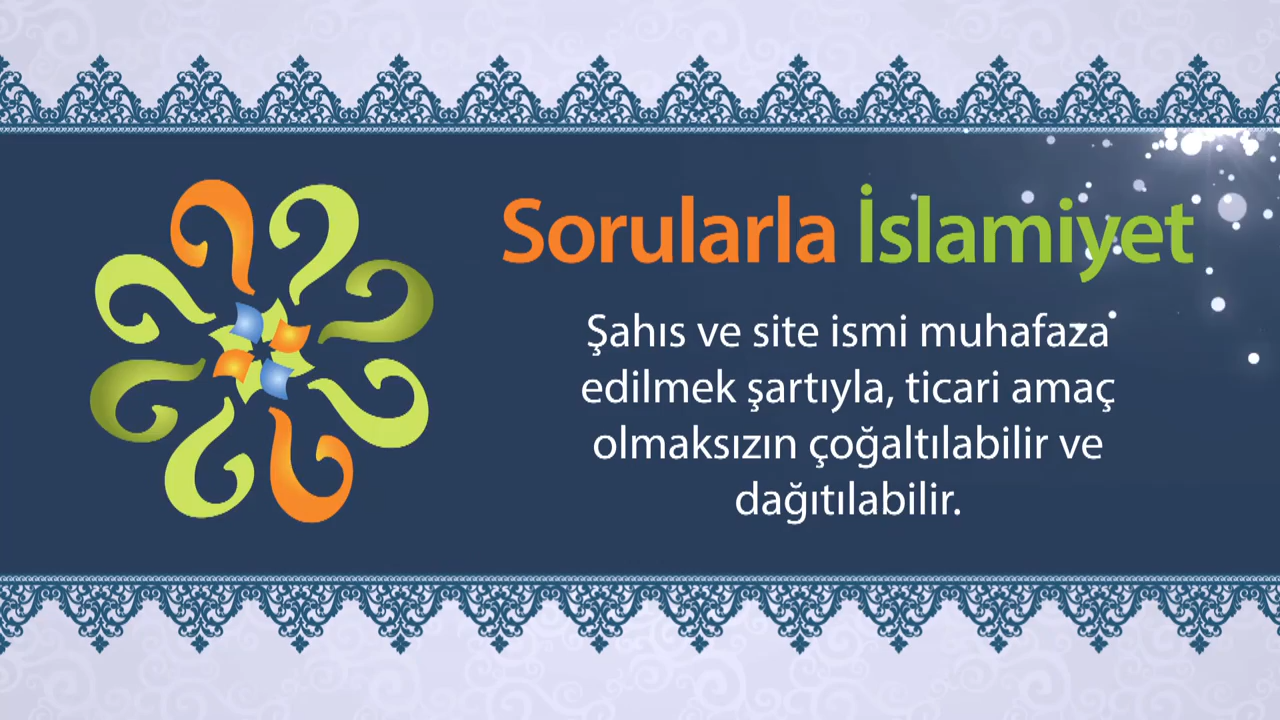 Sorularla İslamiyet
Şahıs ve site ismi muhafaza
edilmek şartıyla, ticari amaç
olmaksızın çoğaltılabilir ve
dağıtılabilir.